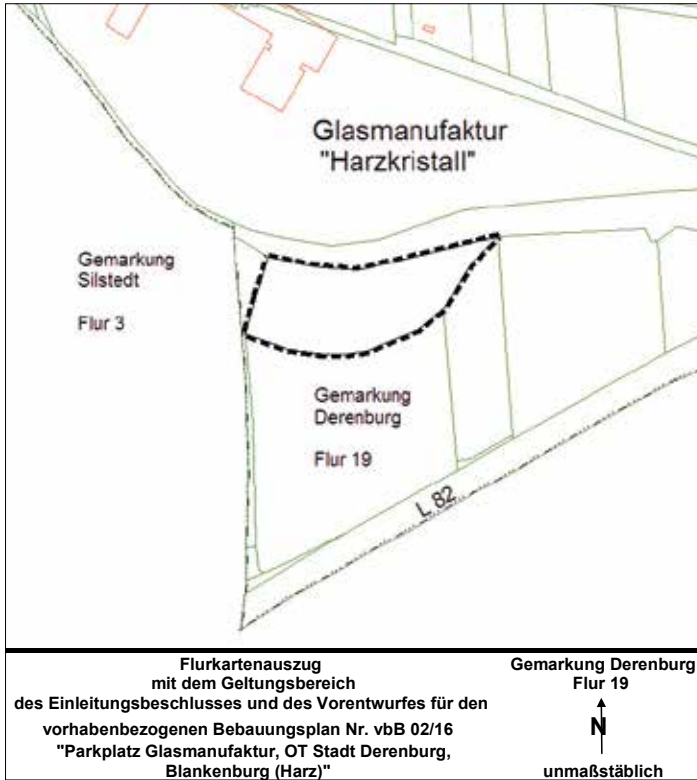 Glasmanufaktur
"Harzkristall"
Gemarkung
Silstedt
Flur 3
Gemarkung
Derenburg
Flur 19
L 82
Flurkartenauszug
mit dem Geltungsbereich
des Einleitungsbeschlusses und des Vorentwurfes für den
vorhabenbezogenen Bebauungsplan Nr. vbB 02/16
"Parkplatz Glasmanufaktur, OT Stadt Derenburg,
Blankenburg (Harz)"
Gemarkung Derenburg
Flur 19
N
unmaßstäblich